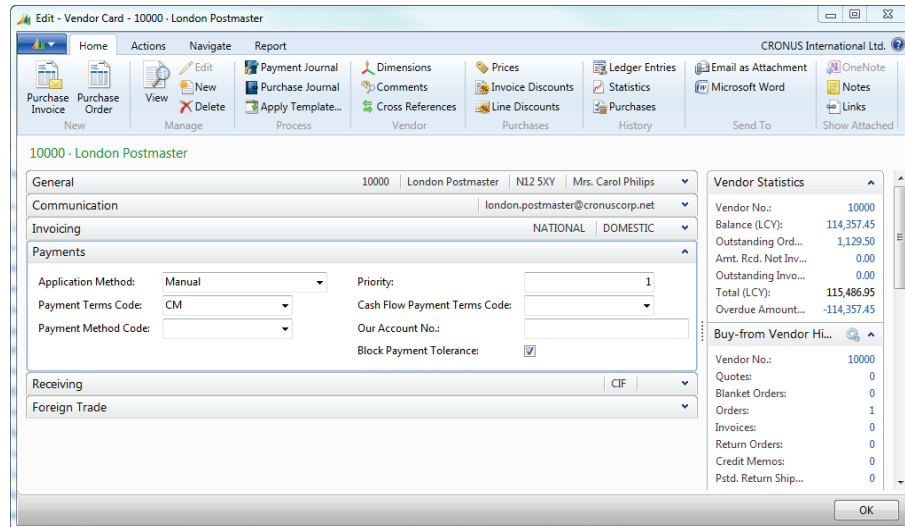 Edit - Vendor Card - 10000 · London Postmaster
Home Actions Navigate Report CRONUS International Ltd.
Purchase Invoice
Purchase Order
New
View
Edit
New
Delete
Manage
Payment Journal
Purchase Journal
Apply Template...
Process
Dimensions
Comments
Cross References
Vendor
Prices
Invoice Discounts
Line Discounts
Purchases
Ledger Entries
Statistics
Purchases
History
Email as Attachment
Microsoft Word
Send To
OneNote
Notes
Links
Show Attached
10000 · London Postmaster
General 10000 London Postmaster N12 5XY Mrs. Carol Philips
Communication london.postmaster@cronuscorp.net
Invoicing NATIONAL DOMESTIC
Payments
Application Method: Manual
Payment Terms Code: CM
Payment Method Code:
Priority: 1
Cash Flow Payment Terms Code:
Our Account No.:
Block Payment Tolerance:
Receiving CIF
Foreign Trade
Vendor Statistics
Vendor No.: 10000
Balance (LCY): 114,357.45
Outstanding Ord... 1,129.50
Amt. Rcd. Not Inv... 0.00
Outstanding Invo... 0.00
Total (LCY): 115,486.95
Overdue Amount... -114,357.45
Buy-from Vendor Hi...
Vendor No.: 10000
Quotes: 0
Blanket Orders: 0
Orders: 1
Invoices: 0
Return Orders: 0
Credit Memos: 0
Pstd. Return Ship... 0
OK